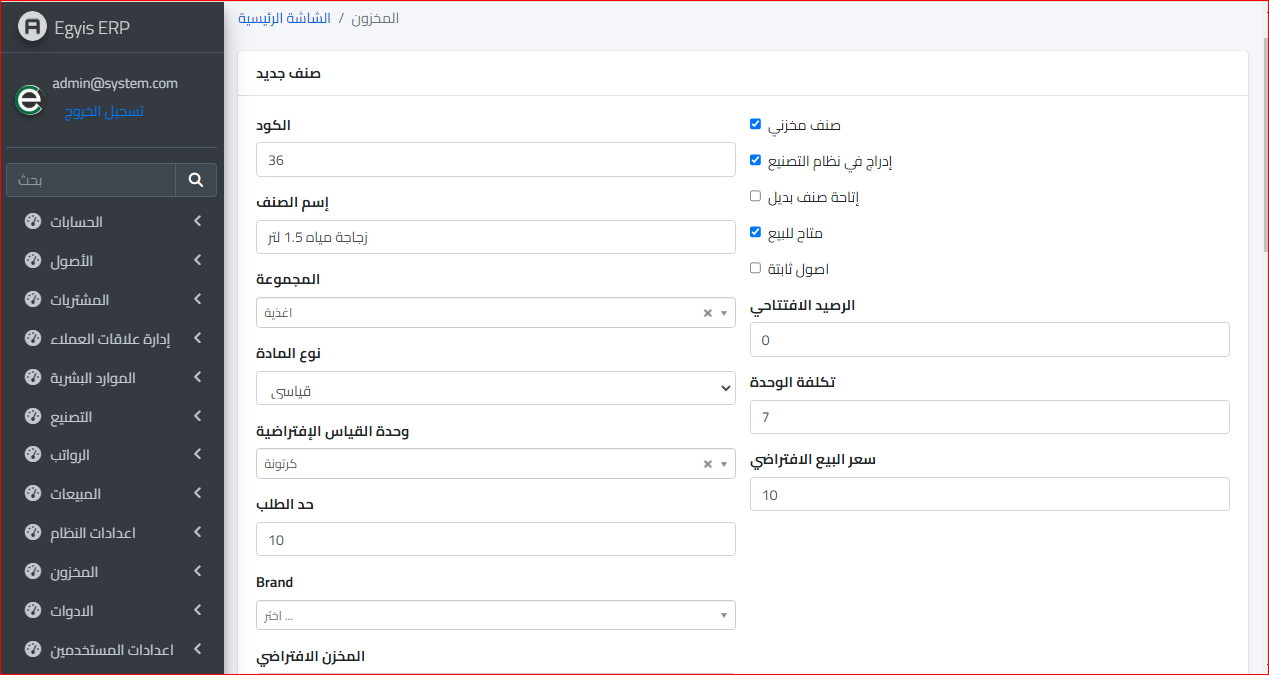 Egyis ERP
admin@system.com
تسجيل الخروج
بحث
الحسابات
الأصول
المشتريات
إدارة علاقات العملاء
الموارد البشرية
التصنيع
الرواتب
المبيعات
اعدادات النظام
المخزون
الادوات
اعدادات المستخدمين
الشاشة الرئيسية / المخزون
صنف جديد
الكود
36
إسم الصنف
زجاجة مياه 1.5 لتر
المجموعة
اغذية
نوع المادة
قياسي
وحدة القياس الإفتراضية
كرتونة
حد الطلب
10
Brand
اختر ...
المخزن الافتراضي
صنف مخزني
إدراج في نظام التصنيع
إتاحة صنف بديل
متاح للبيع
اصول ثابتة
الرصيد الافتتاحي
0
تكلفة الوحدة
7
سعر البيع الافتراضي
10